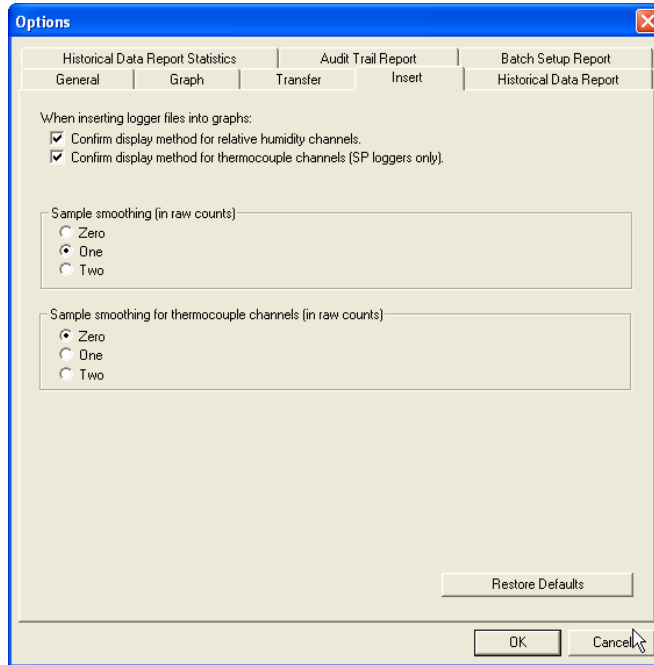 Options
Historical Data Report Statistics Audit Trail Report Batch Setup Report
General Graph Transfer Insert Historical Data Report
When inserting logger files into graphs:
Confirm display method for relative humidity channels.
Confirm display method for thermocouple channels (SP loggers only).
Sample smoothing (in raw counts)
Zero
One
Two
Sample smoothing for thermocouple channels (in raw counts)
Zero
One
Two
Restore Defaults
OK Cancel